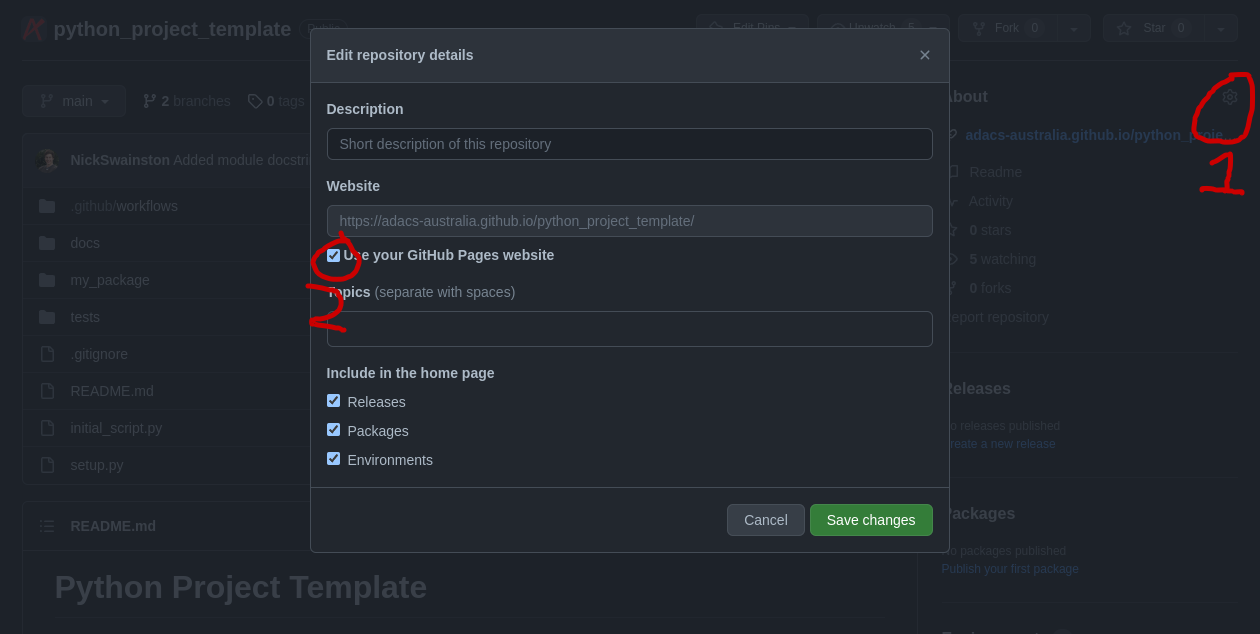 python_project_template Public
Edit Pins Unwatch 5 Fork 0 Star 0
Edit repository details
main 2 branches 0 tags
About
Description
Short description of this repository
adacs-australia.github.io/python_proje...
NickSwainston Added module docstri
Readme
Website
Activity
.github/workflows
https://adacs-australia.github.io/python_project_template/
0 stars
1
docs
Use your GitHub Pages website
5 watching
my_package
Topics (separate with spaces)
0 forks
2
tests
eport repository
.gitignore
Include in the home page
README.md
Releases
Releases
initial_script.py
Packages
o releases published
reate a new release
setup.py
Environments
README.md
Cancel Save changes
Packages
No packages published
Publish your first package
Python Project Template